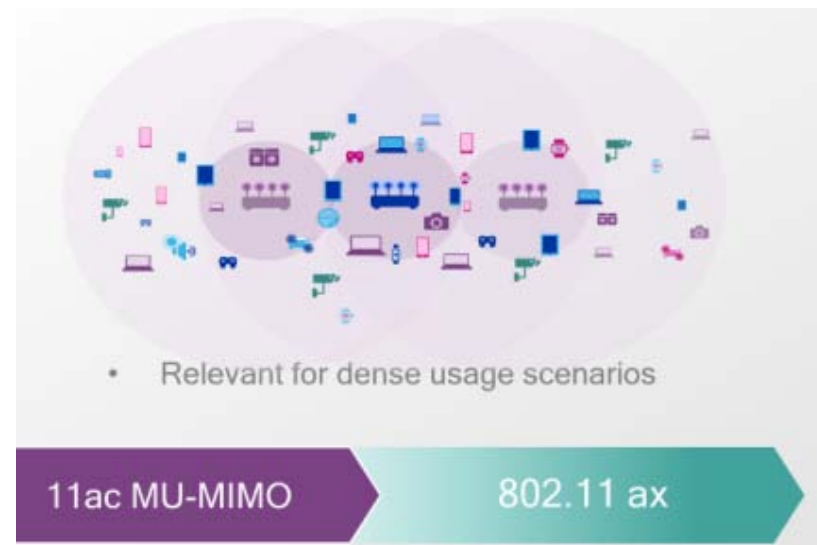 • Relevant for dense usage scenarios
11ac MU-MIMO
802.11 ax